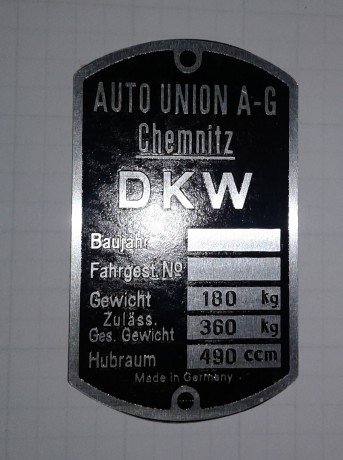 AUTO UNION A-G
Chemnitz
DKW
Baujahr
Fahrgest. No
Gewicht 180 kg
Zuläss.
Ges. Gewicht 360 kg
Hubraum 490 ccm
Made in Germany